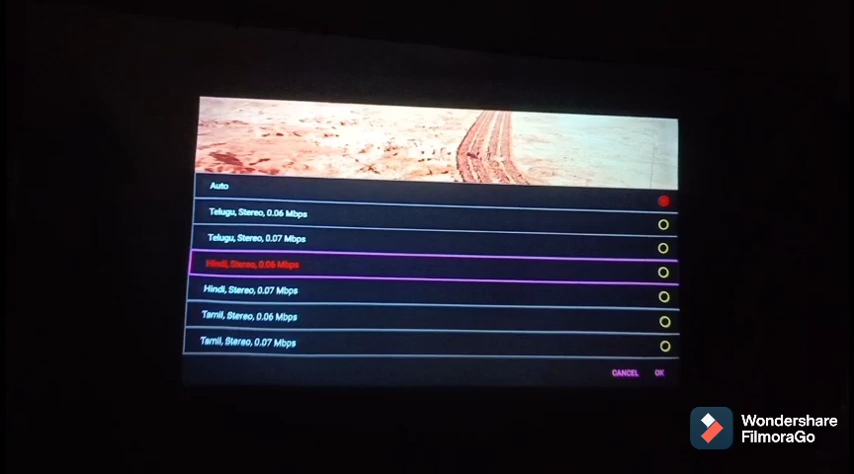 Auto
Telugu, Stereo, 0.06 Mbps
Telugu, Stereo, 0.07 Mbps
Hindi, Stereo, 0.06 Mbps
Hindi, Stereo, 0.07 Mbps
Tamil, Stereo, 0.06 Mbps
Tamil, Stereo, 0.07 Mbps
CANCEL OK
Wondershare
FilmoraGo